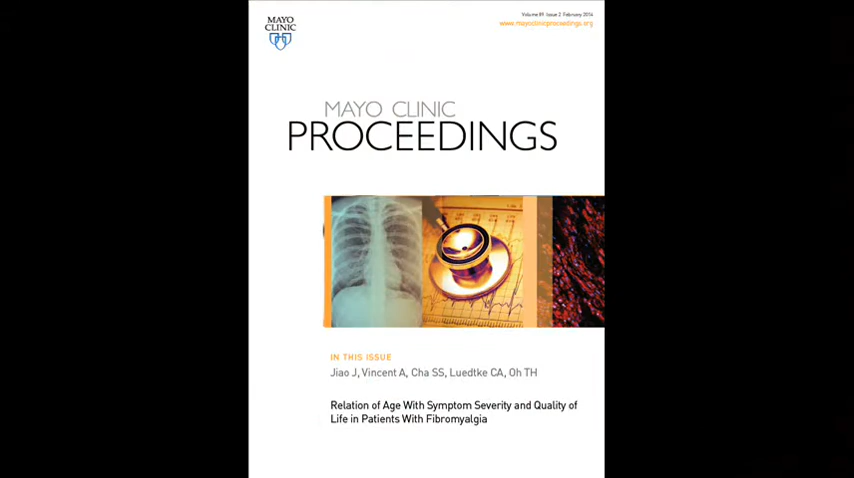 MAYO
CLINIC
Volume 89 Issue 2 February 2014
www.mayoclinicproceedings.org
MAYO CLINIC
PROCEEDINGS
IN THIS ISSUE
Jiao J, Vincent A, Cha SS, Luedtke CA, Oh TH
Relation of Age With Symptom Severity and Quality of
Life in Patients With Fibromyalgia